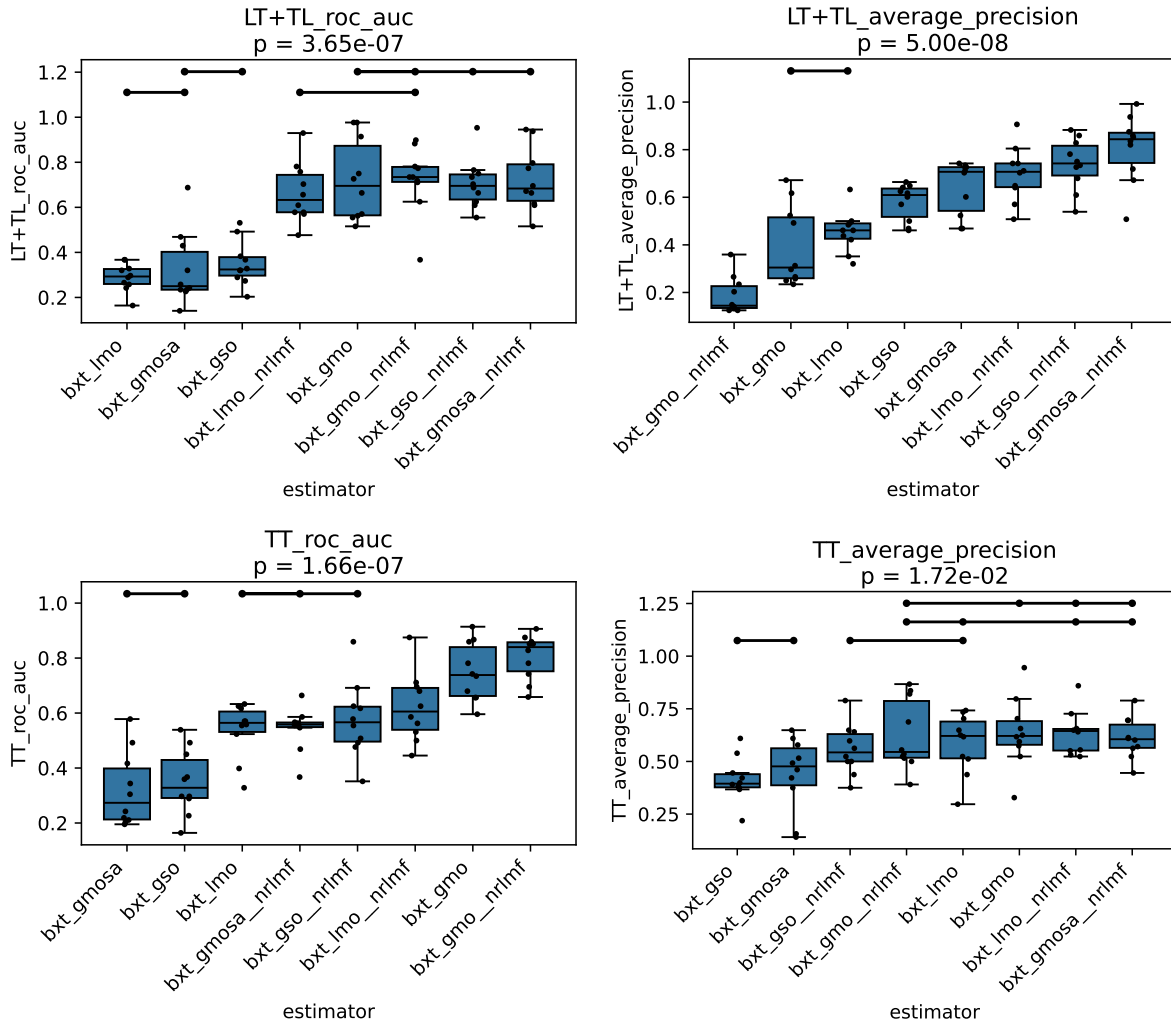 LT+TL_roc_auc
p = 3.65e-07
LT+TL_roc_auc
1.2
1.0
0.8
0.6
0.4
0.2
bxt_lmo
bxt_gmosa
bxt_gso
bxt_lmo__nrlmf
bxt_gmo
bxt_gmo__nrlmf
bxt_gso__nrlmf
bxt_gmosa__nrlmf
estimator
LT+TL_average_precision
p = 5.00e-08
LT+TL_average_precision
1.0
0.8
0.6
0.4
0.2
bxt_gmo__nrlmf
bxt_gmo
bxt_lmo
bxt_gso
bxt_gmosa
bxt_lmo__nrlmf
bxt_gso__nrlmf
bxt_gmosa__nrlmf
estimator
TT_roc_auc
p = 1.66e-07
TT_roc_auc
1.0
0.8
0.6
0.4
0.2
bxt_gmosa
bxt_gso
bxt_lmo
bxt_gmosa__nrlmf
bxt_gso__nrlmf
bxt_lmo__nrlmf
bxt_gmo
bxt_gmo__nrlmf
estimator
TT_average_precision
p = 1.72e-02
TT_average_precision
1.25
1.00
0.75
0.50
0.25
bxt_gso
bxt_gmosa
bxt_gso__nrlmf
bxt_gmo__nrlmf
bxt_lmo
bxt_gmo
bxt_lmo__nrlmf
bxt_gmosa__nrlmf
estimator